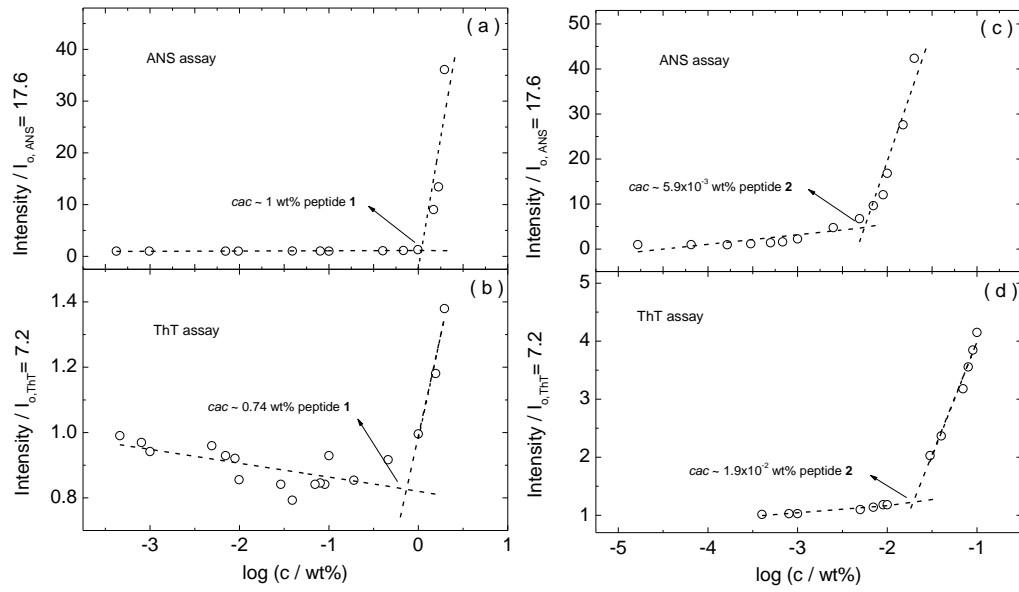 ( a )
ANS assay
cac ~ 1 wt% peptide 1
Intensity / I₀, ANS = 17.6
0
10
20
30
40
( b )
ThT assay
cac ~ 0.74 wt% peptide 1
Intensity / I₀,ThT = 7.2
0.8
1.0
1.2
1.4
-3 -2 -1 0 1
log (c / wt%)
( c )
ANS assay
cac ~ 5.9x10⁻³ wt% peptide 2
Intensity / I₀, ANS = 17.6
0
10
20
30
40
50
( d )
ThT assay
cac ~ 1.9x10⁻² wt% peptide 2
Intensity / I₀,ThT = 7.2
1
2
3
4
5
-5 -4 -3 -2 -1
log (c / wt%)